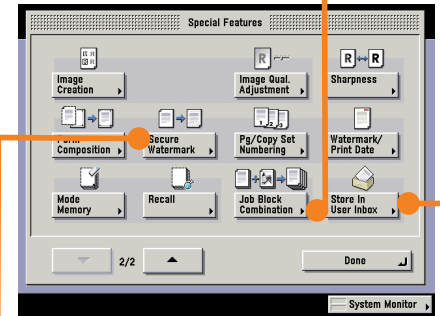 Special Features
Image
Creation
Image Qual.
Adjustment
Sharpness
Form
Composition
Secure
Watermark
Pg/Copy Set
Numbering
Watermark/
Print Date
Mode
Memory
Recall
Job Block
Combination
Store In
User Inbox
2/2
Done
System Monitor